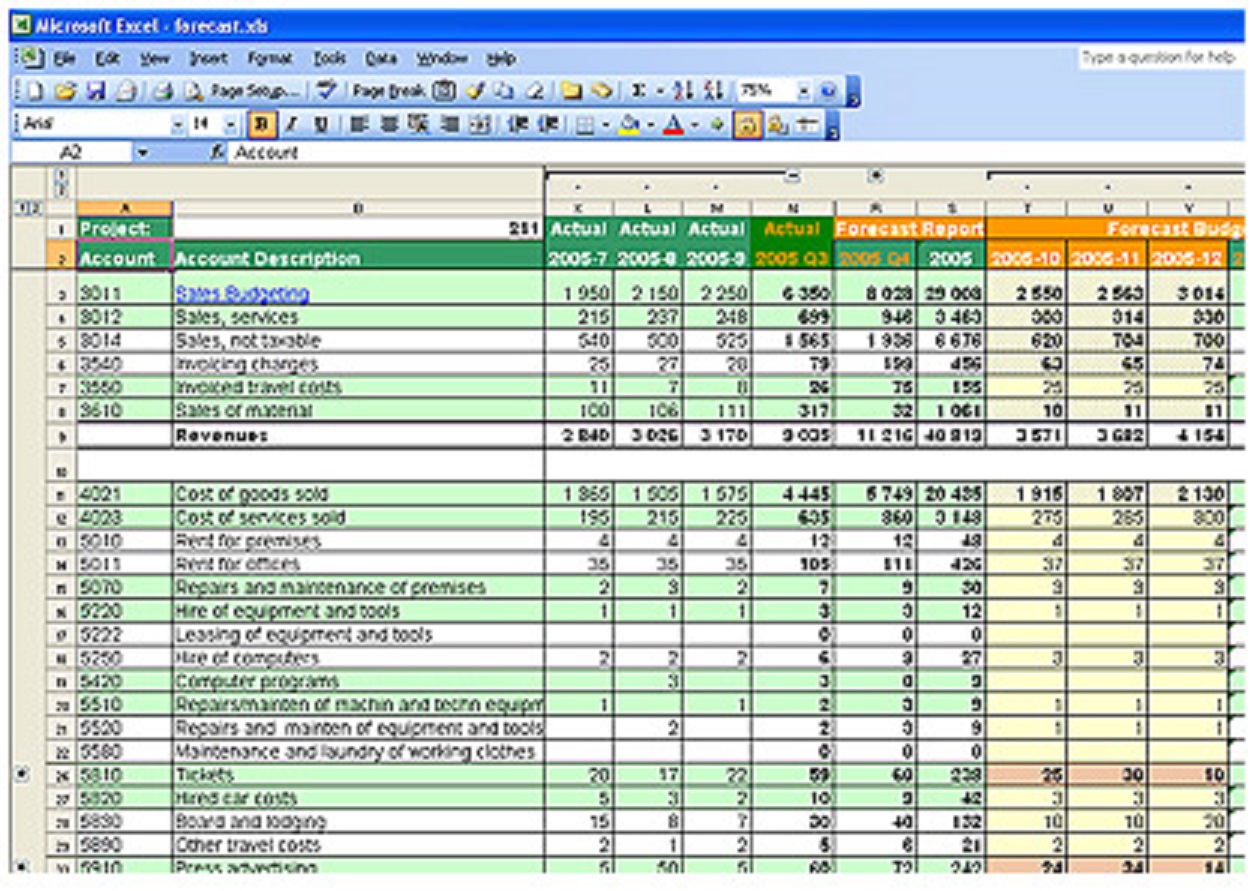 Microsoft Excel - forecast.xls
File Edit View Insert Format Tools Data Window Help Type a question for help
Page Setup... Page Break Σ 75%
Arial 14 B I U A
A2 fx Account
1
2
1 2 A B K L M N R S T U V
1 Project: 251 Actual Actual Actual Actual Forecast Report Forecast Budg
2 Account Account Description 2005-7 2005-8 2005-9 2005 Q3 2005 Q4 2005 2005-10 2005-11 2005-12 2
3 3011 Sales Budgeting 1 950 2 150 2 250 6 350 8 028 29 008 2 550 2 563 3 014
4 3012 Sales, services 215 237 248 699 946 3 463 303 314 330
5 3014 Sales, not taxable 540 500 525 1 565 1 936 6 676 620 704 700
6 3540 Invoicing charges 25 27 28 79 199 456 63 65 74
7 3550 Invoiced travel costs 11 7 8 26 75 155 25 25 25
8 3610 Sales of material 100 106 111 317 32 1 061 10 11 11
9 Revenues 2 840 3 026 3 170 9 035 11 216 40 819 3 571 3 682 4 154
10
11 4021 Cost of goods sold 1 365 1 505 1 575 4 445 5 749 20 435 1 915 1 807 2 130
12 4023 Cost of services sold 195 215 225 635 860 3 148 275 285 300
13 5010 Rent for premises 4 4 4 12 12 48 4 4 4
14 5011 Rent for offices 35 35 35 105 111 426 37 37 37
15 5070 Repairs and maintenance of premises 2 3 2 7 9 30 3 3 3
16 5220 Hire of equipment and tools 1 1 1 3 3 12 1 1 1
17 5222 Leasing of equipment and tools 0 0 0
18 5250 Hire of computers 2 2 2 6 9 27 3 3 3
19 5420 Computer programs 3 3 0 9
20 5510 Repairs/mainten of machin and techn equipm 1 1 2 3 9 1 1 1
21 5520 Repairs and mainten of equipment and tools 2 2 3 9 1 1 1
22 5580 Maintenance and laundry of working clothes 0 0 0
26 5810 Tickets 20 17 22 59 60 238 25 30 10
27 5820 Hired car costs 5 3 2 10 9 42 3 3 3
28 5830 Board and lodging 15 8 7 30 40 132 10 10 20
29 5890 Other travel costs 2 1 2 5 6 21 2 2 2
30 5910 Press advertising 5 50 5 60 72 242 24 34 14